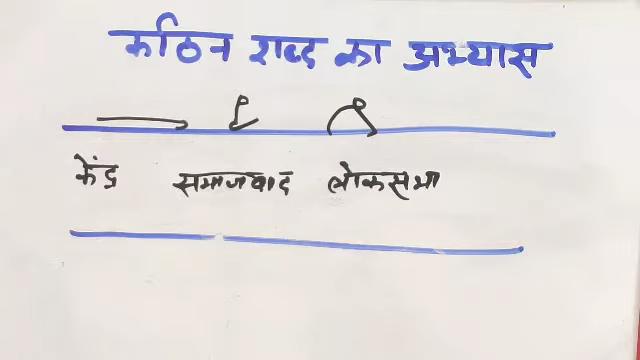 कठिन शब्द का अभ्यास
केंद्र समाजवाद लोकसभा